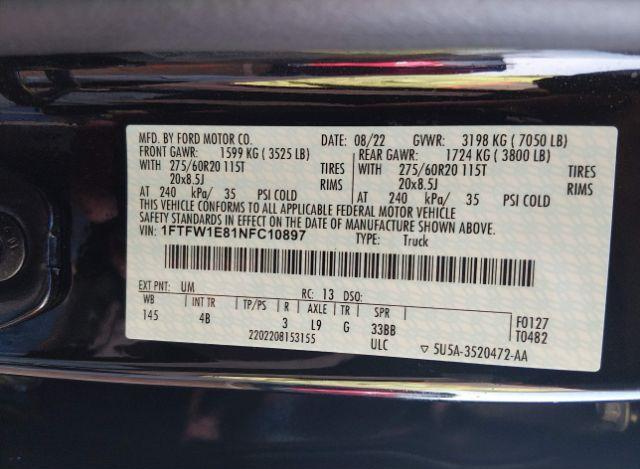 MFD. BY FORD MOTOR CO. DATE: 08/22 GVWR: 3198 KG ( 7050 LB)
FRONT GAWR: 1599 KG ( 3525 LB) REAR GAWR: 1724 KG ( 3800 LB)
WITH 275/60R20 115T TIRES WITH 275/60R20 115T TIRES
20x8.5J RIMS 20x8.5J RIMS
AT 240 kPa/ 35 PSI COLD AT 240 kPa/ 35 PSI COLD
THIS VEHICLE CONFORMS TO ALL APPLICABLE FEDERAL MOTOR VEHICLE
SAFETY STANDARDS IN EFFECT ON THE DATE OF MANUFACTURE SHOWN ABOVE.
VIN: 1FTFW1E81NFC10897 TYPE: Truck
EXT PNT: UM RC: 13 DSO:
WB INT TR TP/PS R AXLE TR SPR F0127
145 4B 3 L9 G 33BB T0482
2202208153155 ULC ▽ 5U5A-3520472-AA